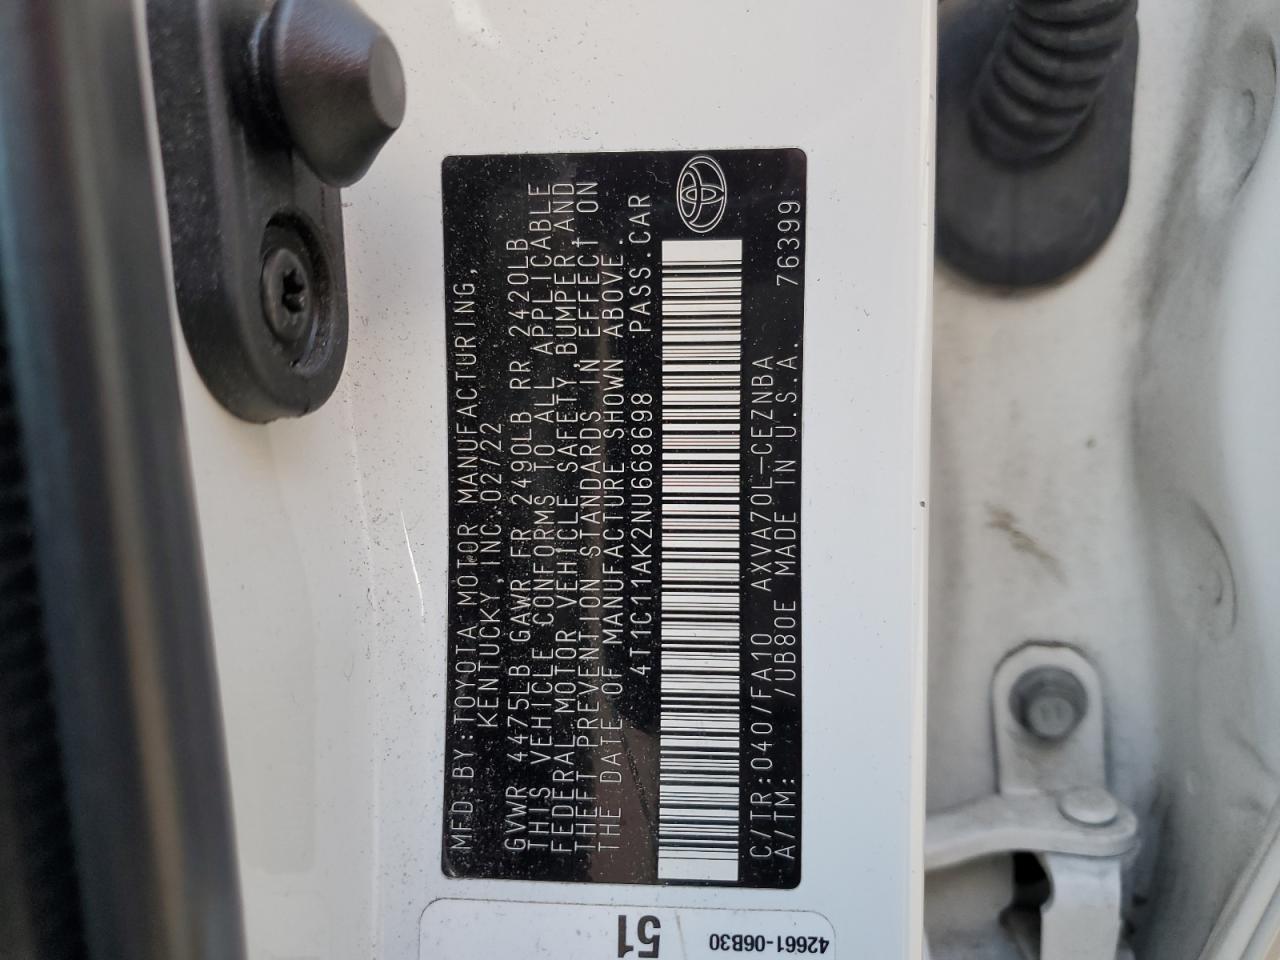 MFD.BY:TOYOTA MOTOR MANUFACTURING,
KENTUCKY,INC.02/22
GVWR 4475LB GAWR FR 2490LB RR 2420LB
THIS VEHICLE CONFORMS TO ALL APPLICABLE
FEDERAL MOTOR VEHICLE SAFETY,BUMPER,AND
THEFT PREVENTION STANDARDS IN EFFECT ON
THE DATE OF MANUFACTURE SHOWN ABOVE.
4T1C11AK2NU668698 PASS.CAR
C/TR:040/FA10 AXVA70L-CEZNBA
A/TM: /UB80E MADE IN U.S.A. 76399
51
42661-06B30